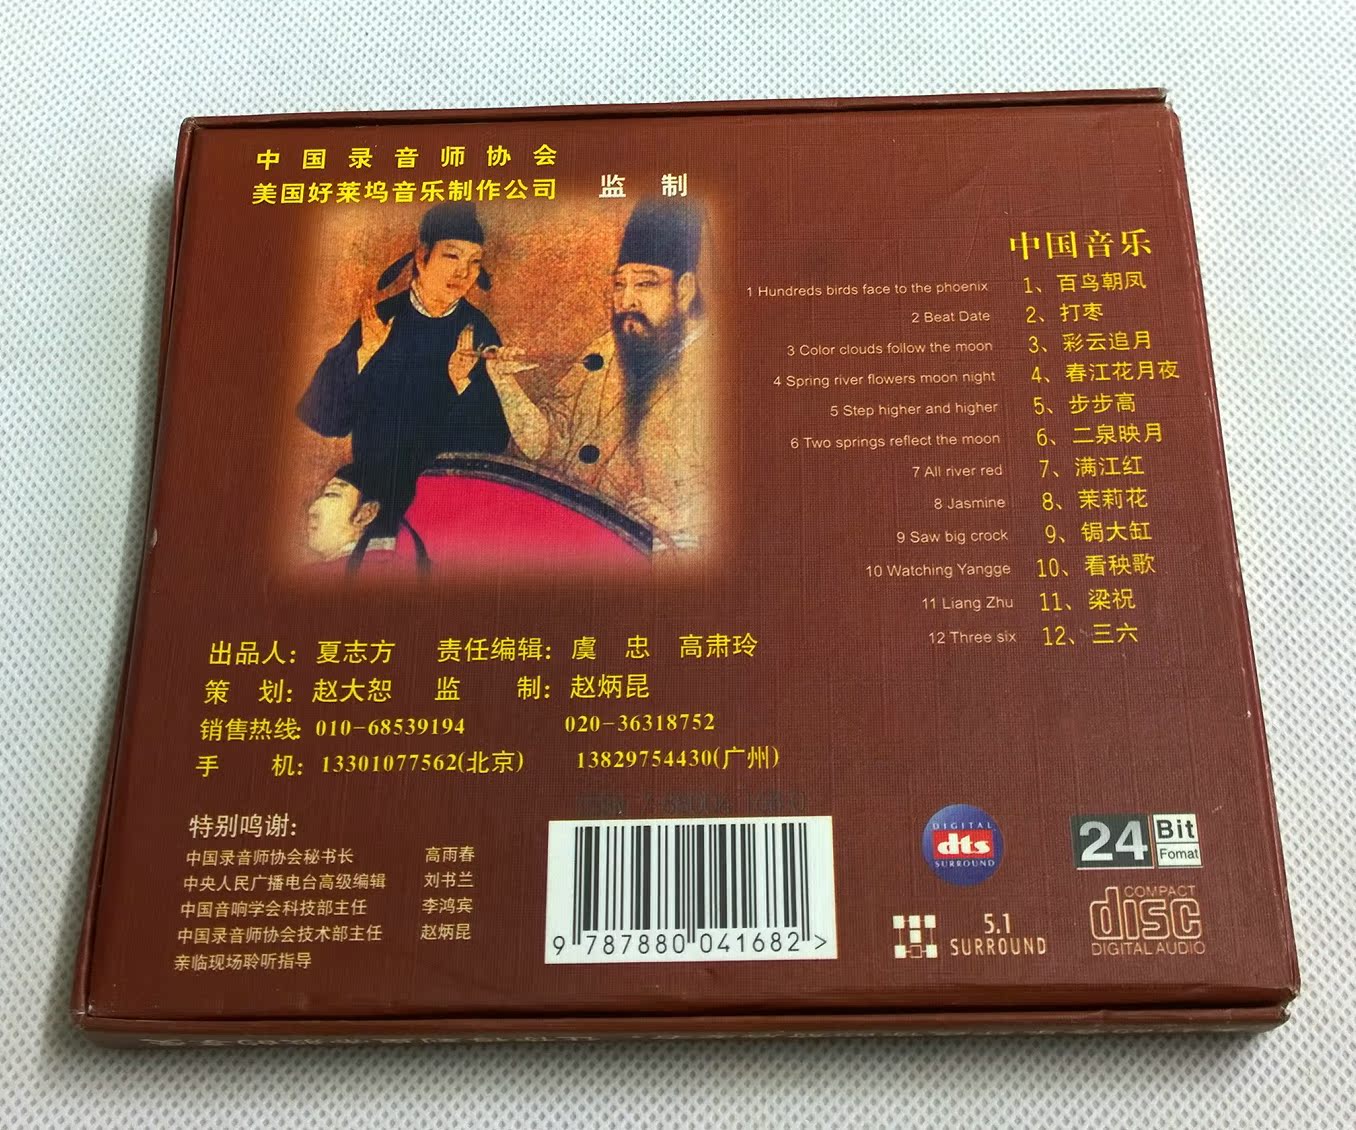 中国录音师协会
美国好莱坞音乐制作公司 监 制
中国音乐
1 Hundreds birds face to the phoenix 1、百鸟朝凤
2 Beat Date 2、打枣
3 Color clouds follow the moon 3、彩云追月
4 Spring river flowers moon night 4、春江花月夜
5 Step higher and higher 5、步步高
6 Two springs reflect the moon 6、二泉映月
7 All river red 7、满江红
8 Jasmine 8、茉莉花
9 Saw big crock 9、锔大缸
10 Watching Yangge 10、看秧歌
11 Liang Zhu 11、梁祝
12 Three six 12、三六
出品人: 夏志方 责任编辑: 虞 忠 高肃玲
策 划: 赵大恕 监 制: 赵炳昆
销售热线: 010-68539194 020-36318752
手 机: 13301077562(北京) 13829754430(广州)
特别鸣谢:
中国录音师协会秘书长 高雨春
中央人民广播电台高级编辑 刘书兰
中国音响学会科技部主任 李鸿宾
中国录音师协会技术部主任 赵炳昆
亲临现场聆听指导
9 787880 041682 >
DIGITAL
dts
SURROUND
24 Bit
Fomat
5.1
SURROUND
COMPACT
disc
DIGITAL AUDIO